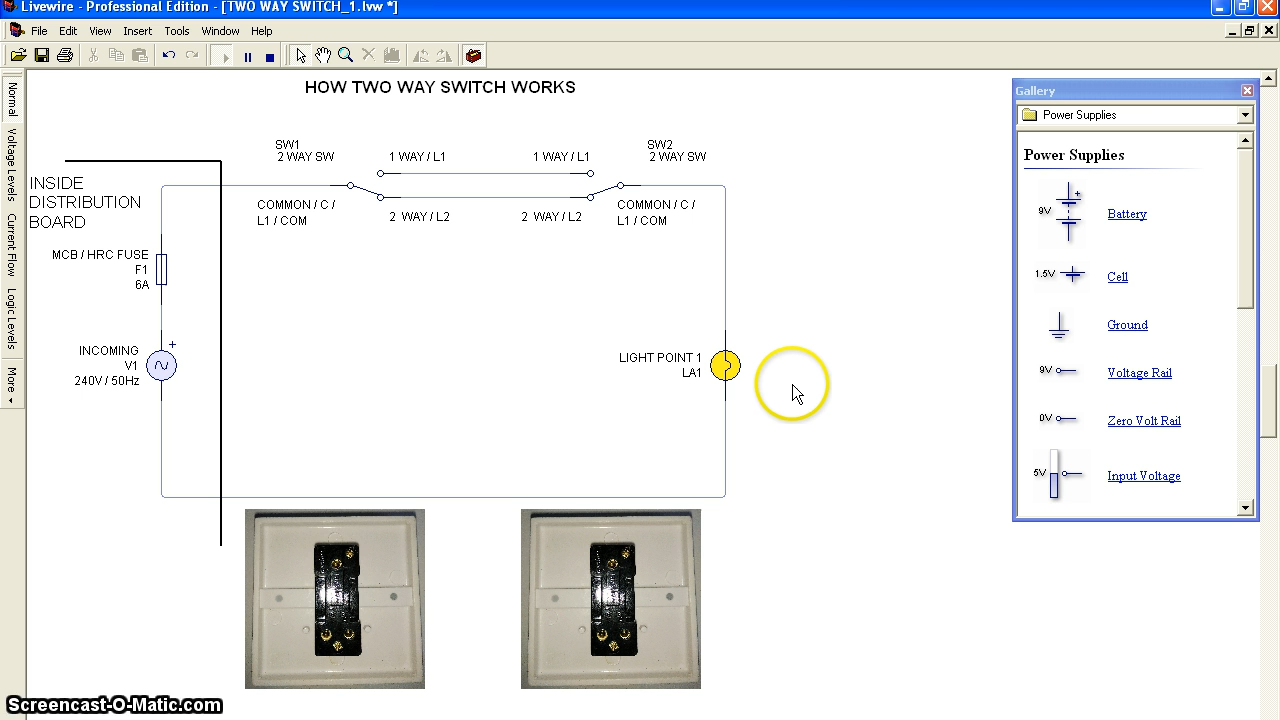 Livewire - Professional Edition - [TWO WAY SWITCH_1.lvw *]
File Edit View Insert Tools Window Help
Normal
Voltage Levels
Current Flow
Logic Levels
More
HOW TWO WAY SWITCH WORKS
SW1
2 WAY SW
1 WAY / L1
1 WAY / L1
SW2
2 WAY SW
INSIDE
DISTRIBUTION
BOARD
COMMON / C /
L1 / COM
2 WAY / L2
2 WAY / L2
COMMON / C /
L1 / COM
MCB / HRC FUSE
F1
6A
INCOMING
V1
240V / 50Hz
+
LIGHT POINT 1
LA1
Gallery
Power Supplies
Power Supplies
9V + Battery
1.5V Cell
Ground
9V Voltage Rail
0V Zero Volt Rail
5V Input Voltage
Screencast-O-Matic.com